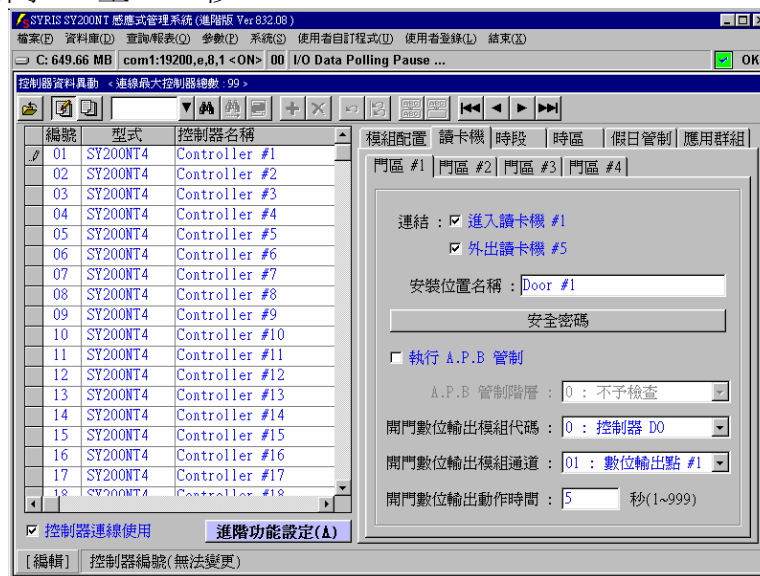 SYRIS SY200NT 感應式管理系統 (進階版 Ver 832.08 )
檔案(F) 資料庫(D) 查詢/報表(Q) 參數(P) 系統(S) 使用者自訂程式(U) 使用者登錄(L) 結束(X)
C: 649.66 MB com1:19200,e,8,1 <ON> 00 I/O Data Polling Pause ... OK
控制器資料異動 < 連線最大控制器總數 : 99 >
編號 型式 控制器名稱
01 SY200NT4 Controller #1
02 SY200NT4 Controller #2
03 SY200NT4 Controller #3
04 SY200NT4 Controller #4
05 SY200NT4 Controller #5
06 SY200NT4 Controller #6
07 SY200NT4 Controller #7
08 SY200NT4 Controller #8
09 SY200NT4 Controller #9
10 SY200NT4 Controller #10
11 SY200NT4 Controller #11
12 SY200NT4 Controller #12
13 SY200NT4 Controller #13
14 SY200NT4 Controller #14
15 SY200NT4 Controller #15
16 SY200NT4 Controller #16
17 SY200NT4 Controller #17
18 SY200NT4 Controller #18
控制器連線使用 進階功能設定(A)
模組配置 讀卡機 時段 時區 假日管制 應用群組
門區 #1 門區 #2 門區 #3 門區 #4
連結 : 進入讀卡機 #1
外出讀卡機 #5
安裝位置名稱 : Door #1
安全密碼
執行 A.P.B 管制
A.P.B 管制階層 : 0 : 不予檢查
開門數位輸出模組代碼 : 0 : 控制器 DO
開門數位輸出模組通道 : 01 : 數位輸出點 #1
開門數位輸出動作時間 : 5 秒(1~999)
[編輯] 控制器編號(無法變更)